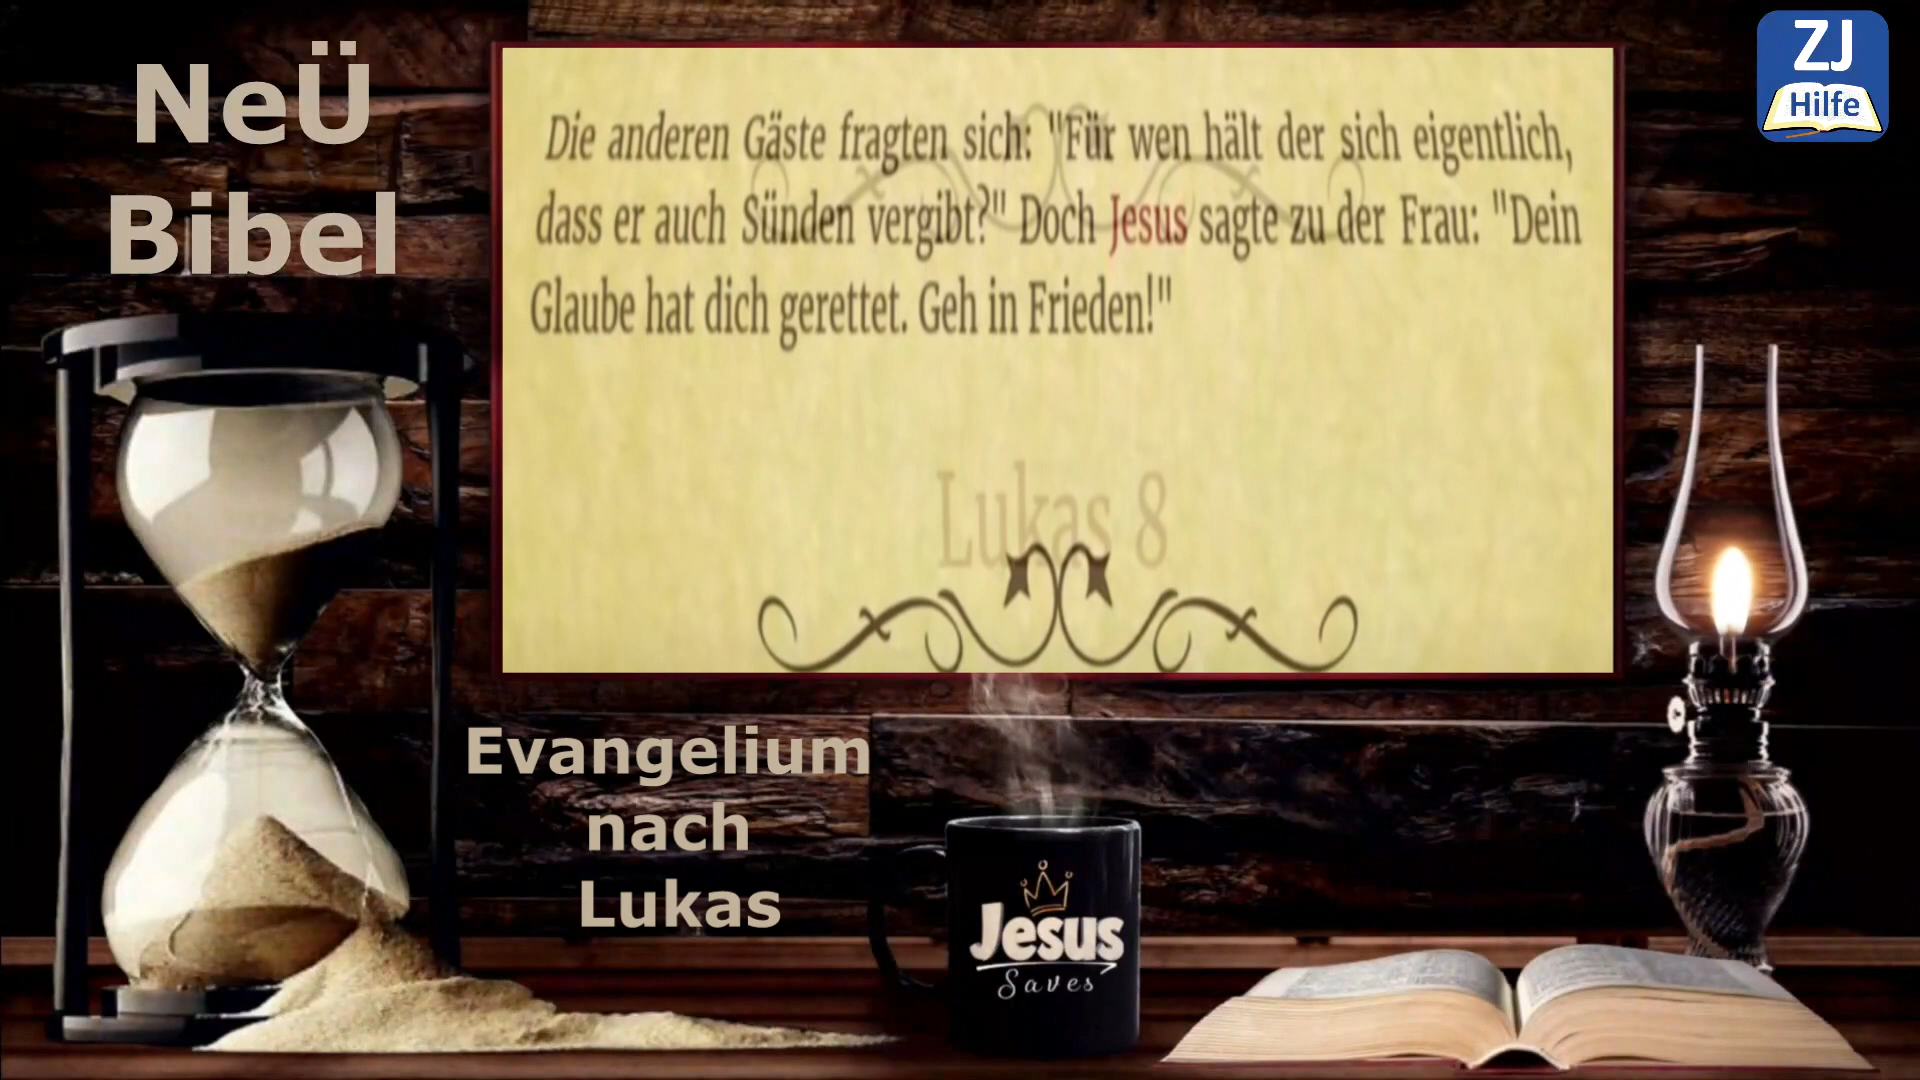 NeÜ
Bibel
Die anderen Gäste fragten sich: "Für wen hält der sich eigentlich,
dass er auch Sünden vergibt?" Doch Jesus sagte zu der Frau: "Dein
Glaube hat dich gerettet. Geh in Frieden!"
Lukas 8
ZJ
Hilfe
Evangelium
nach
Lukas
Jesus
Saves